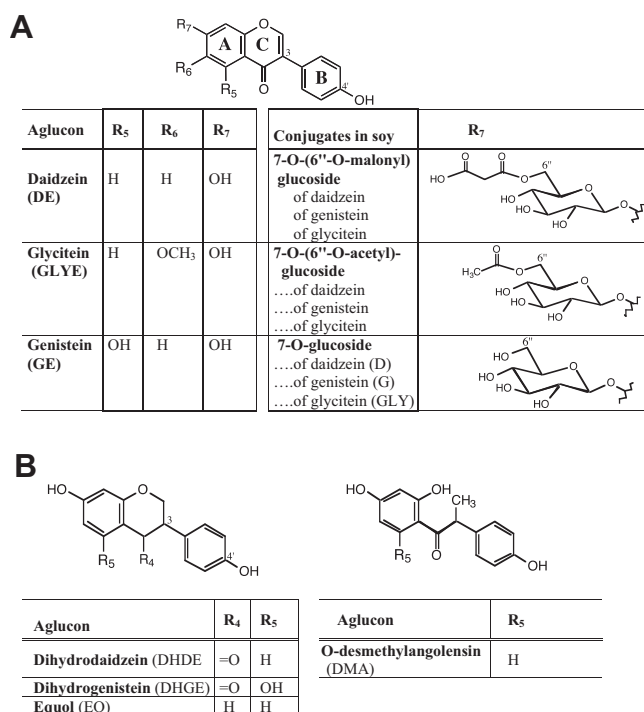 A
R7
O
A C
3
R6
R5
O
B
4'
OH
Aglucon R5 R6 R7
Conjugates in soy R7
Daidzein
(DE)
H H OH
7-O-(6''-O-malonyl)
glucoside
of daidzein
of genistein
of glycitein
O O 6''
HO O
HO O
HO
OH O
Glycitein
(GLYE)
H OCH3 OH
7-O-(6''-O-acetyl)-
glucoside
….of daidzein
….of genistein
….of glycitein
O 6''
H3C O
HO O
HO
OH O
Genistein
(GE)
OH H OH
7-O-glucoside
….of daidzein (D)
….of genistein (G)
….of glycitein (GLY)
6''
HO
HO O
HO
HO O
B
HO O
3
R5 R4
4'
OH
HO OH
CH3
R5 O
OH
Aglucon R4 R5
Dihydrodaidzein (DHDE =O H
Dihydrogenistein (DHGE) =O OH
Equol (EQ) H H
Aglucon R5
O-desmethylangolensin
(DMA)
H